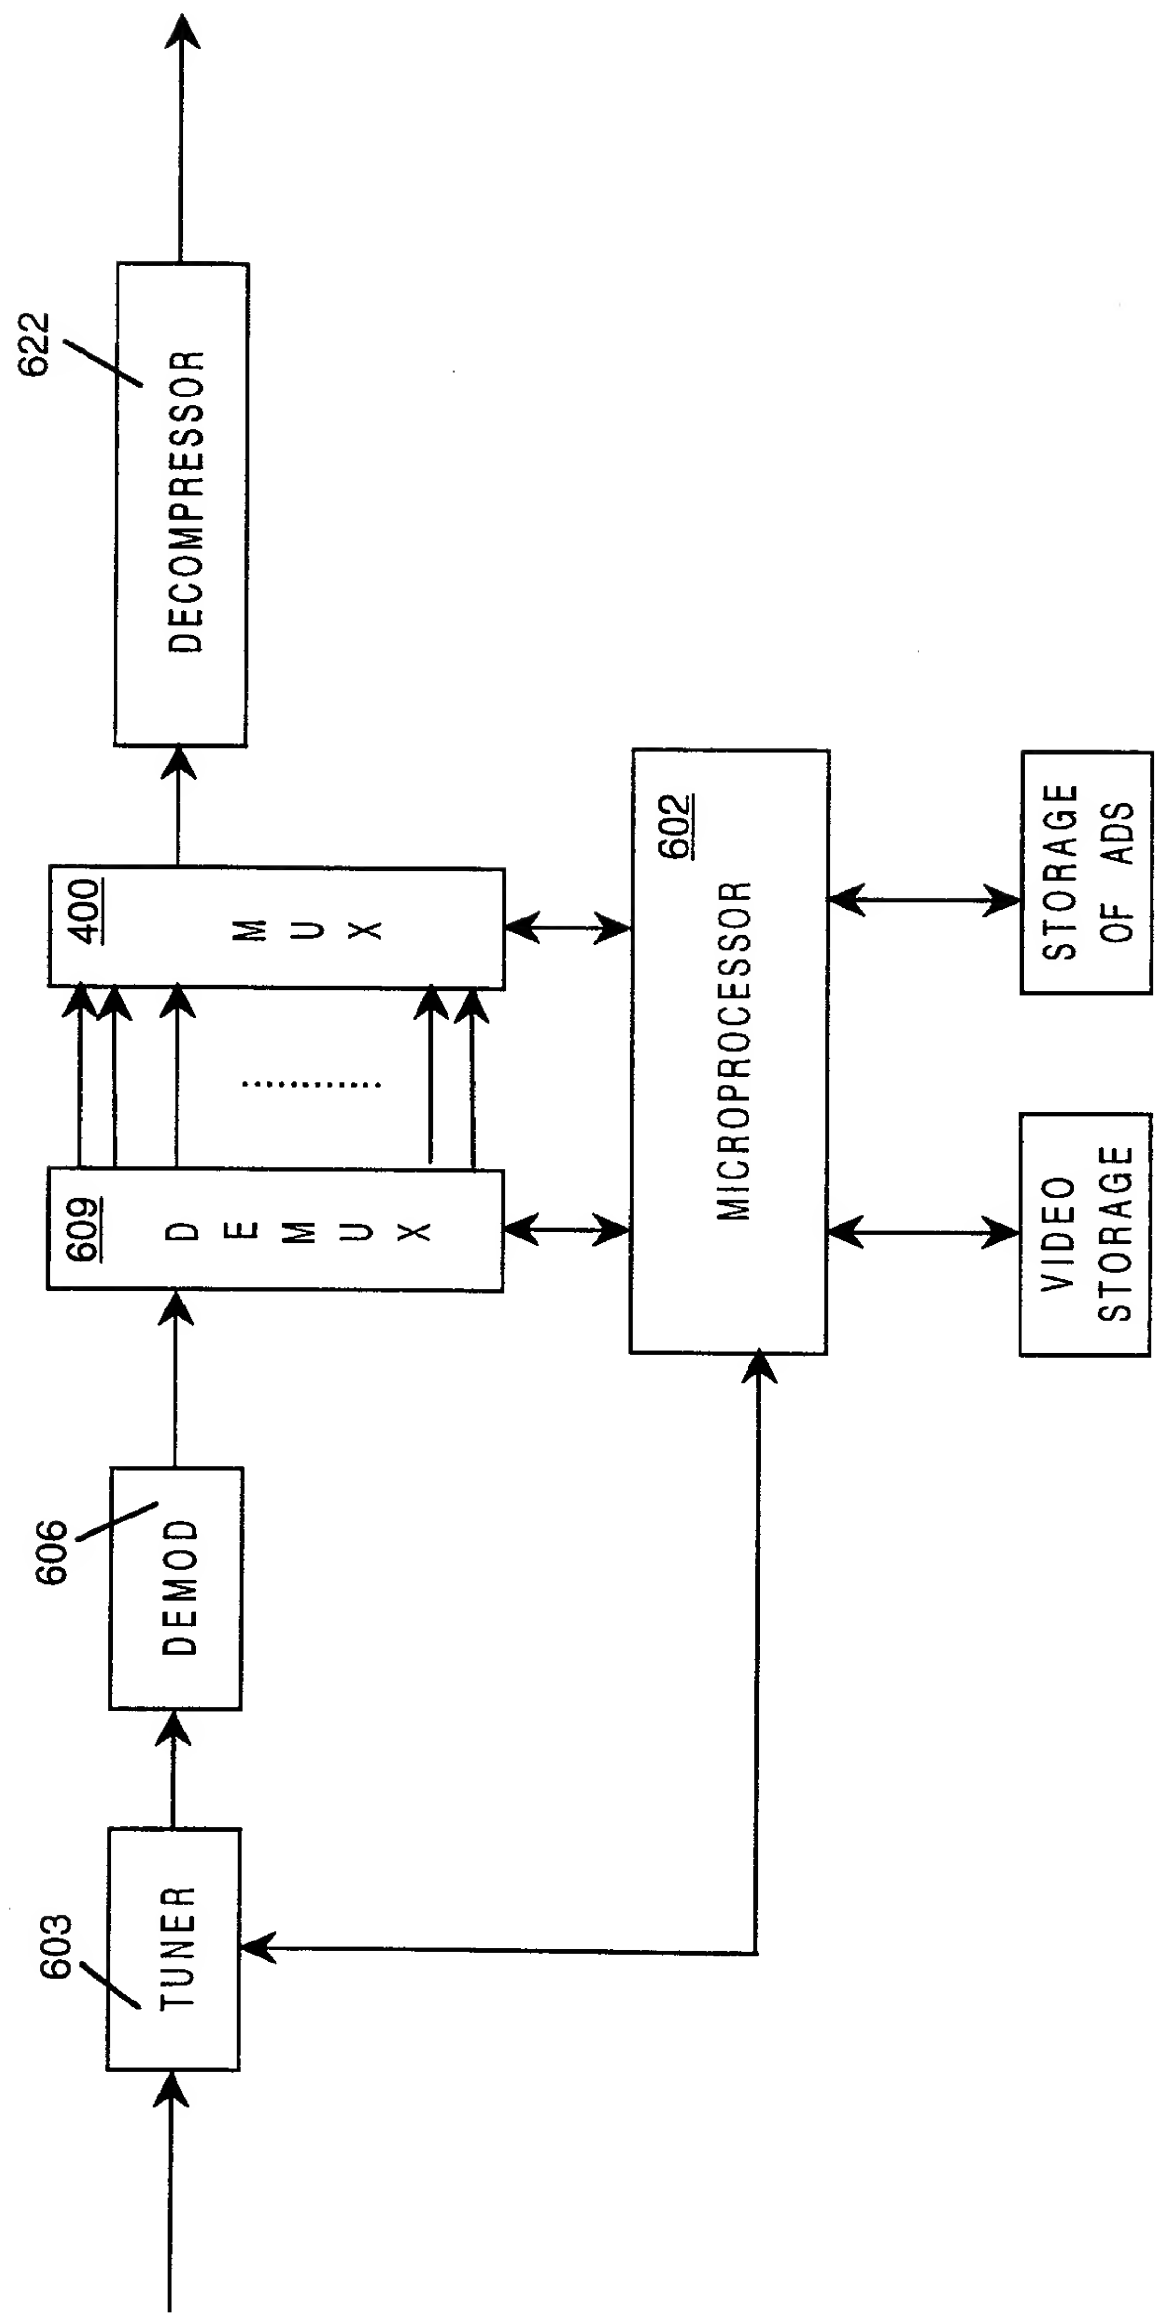 603
TUNER
606
DEMOD
609
DEMUX
400
MUX
622
DECOMPRESSOR
602
MICROPROCESSOR
VIDEO
STORAGE
STORAGE
OF ADS